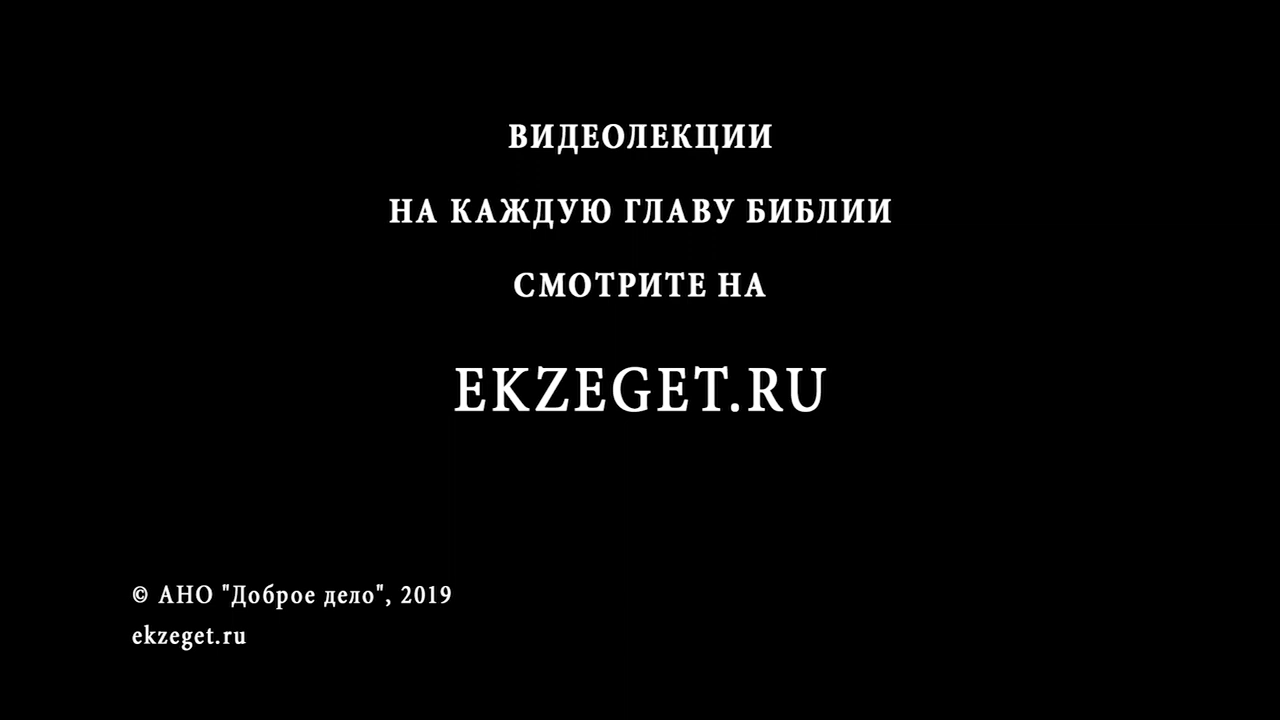 ВИДЕОЛЕКЦИИ
НА КАЖДУЮ ГЛАВУ БИБЛИИ
СМОТРИТЕ НА
EKZEGET.RU
© АНО "Доброе дело", 2019
ekzeget.ru